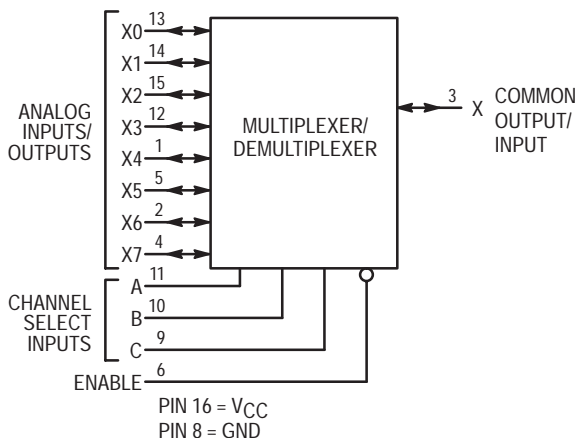 X0 13
X1 14
X2 15
X3 12
X4 1
X5 5
X6 2
X7 4
ANALOG
INPUTS/
OUTPUTS
MULTIPLEXER/
DEMULTIPLEXER
3 X COMMON
OUTPUT/
INPUT
A 11
B 10
C 9
CHANNEL
SELECT
INPUTS
ENABLE 6
PIN 16 = VCC
PIN 8 = GND